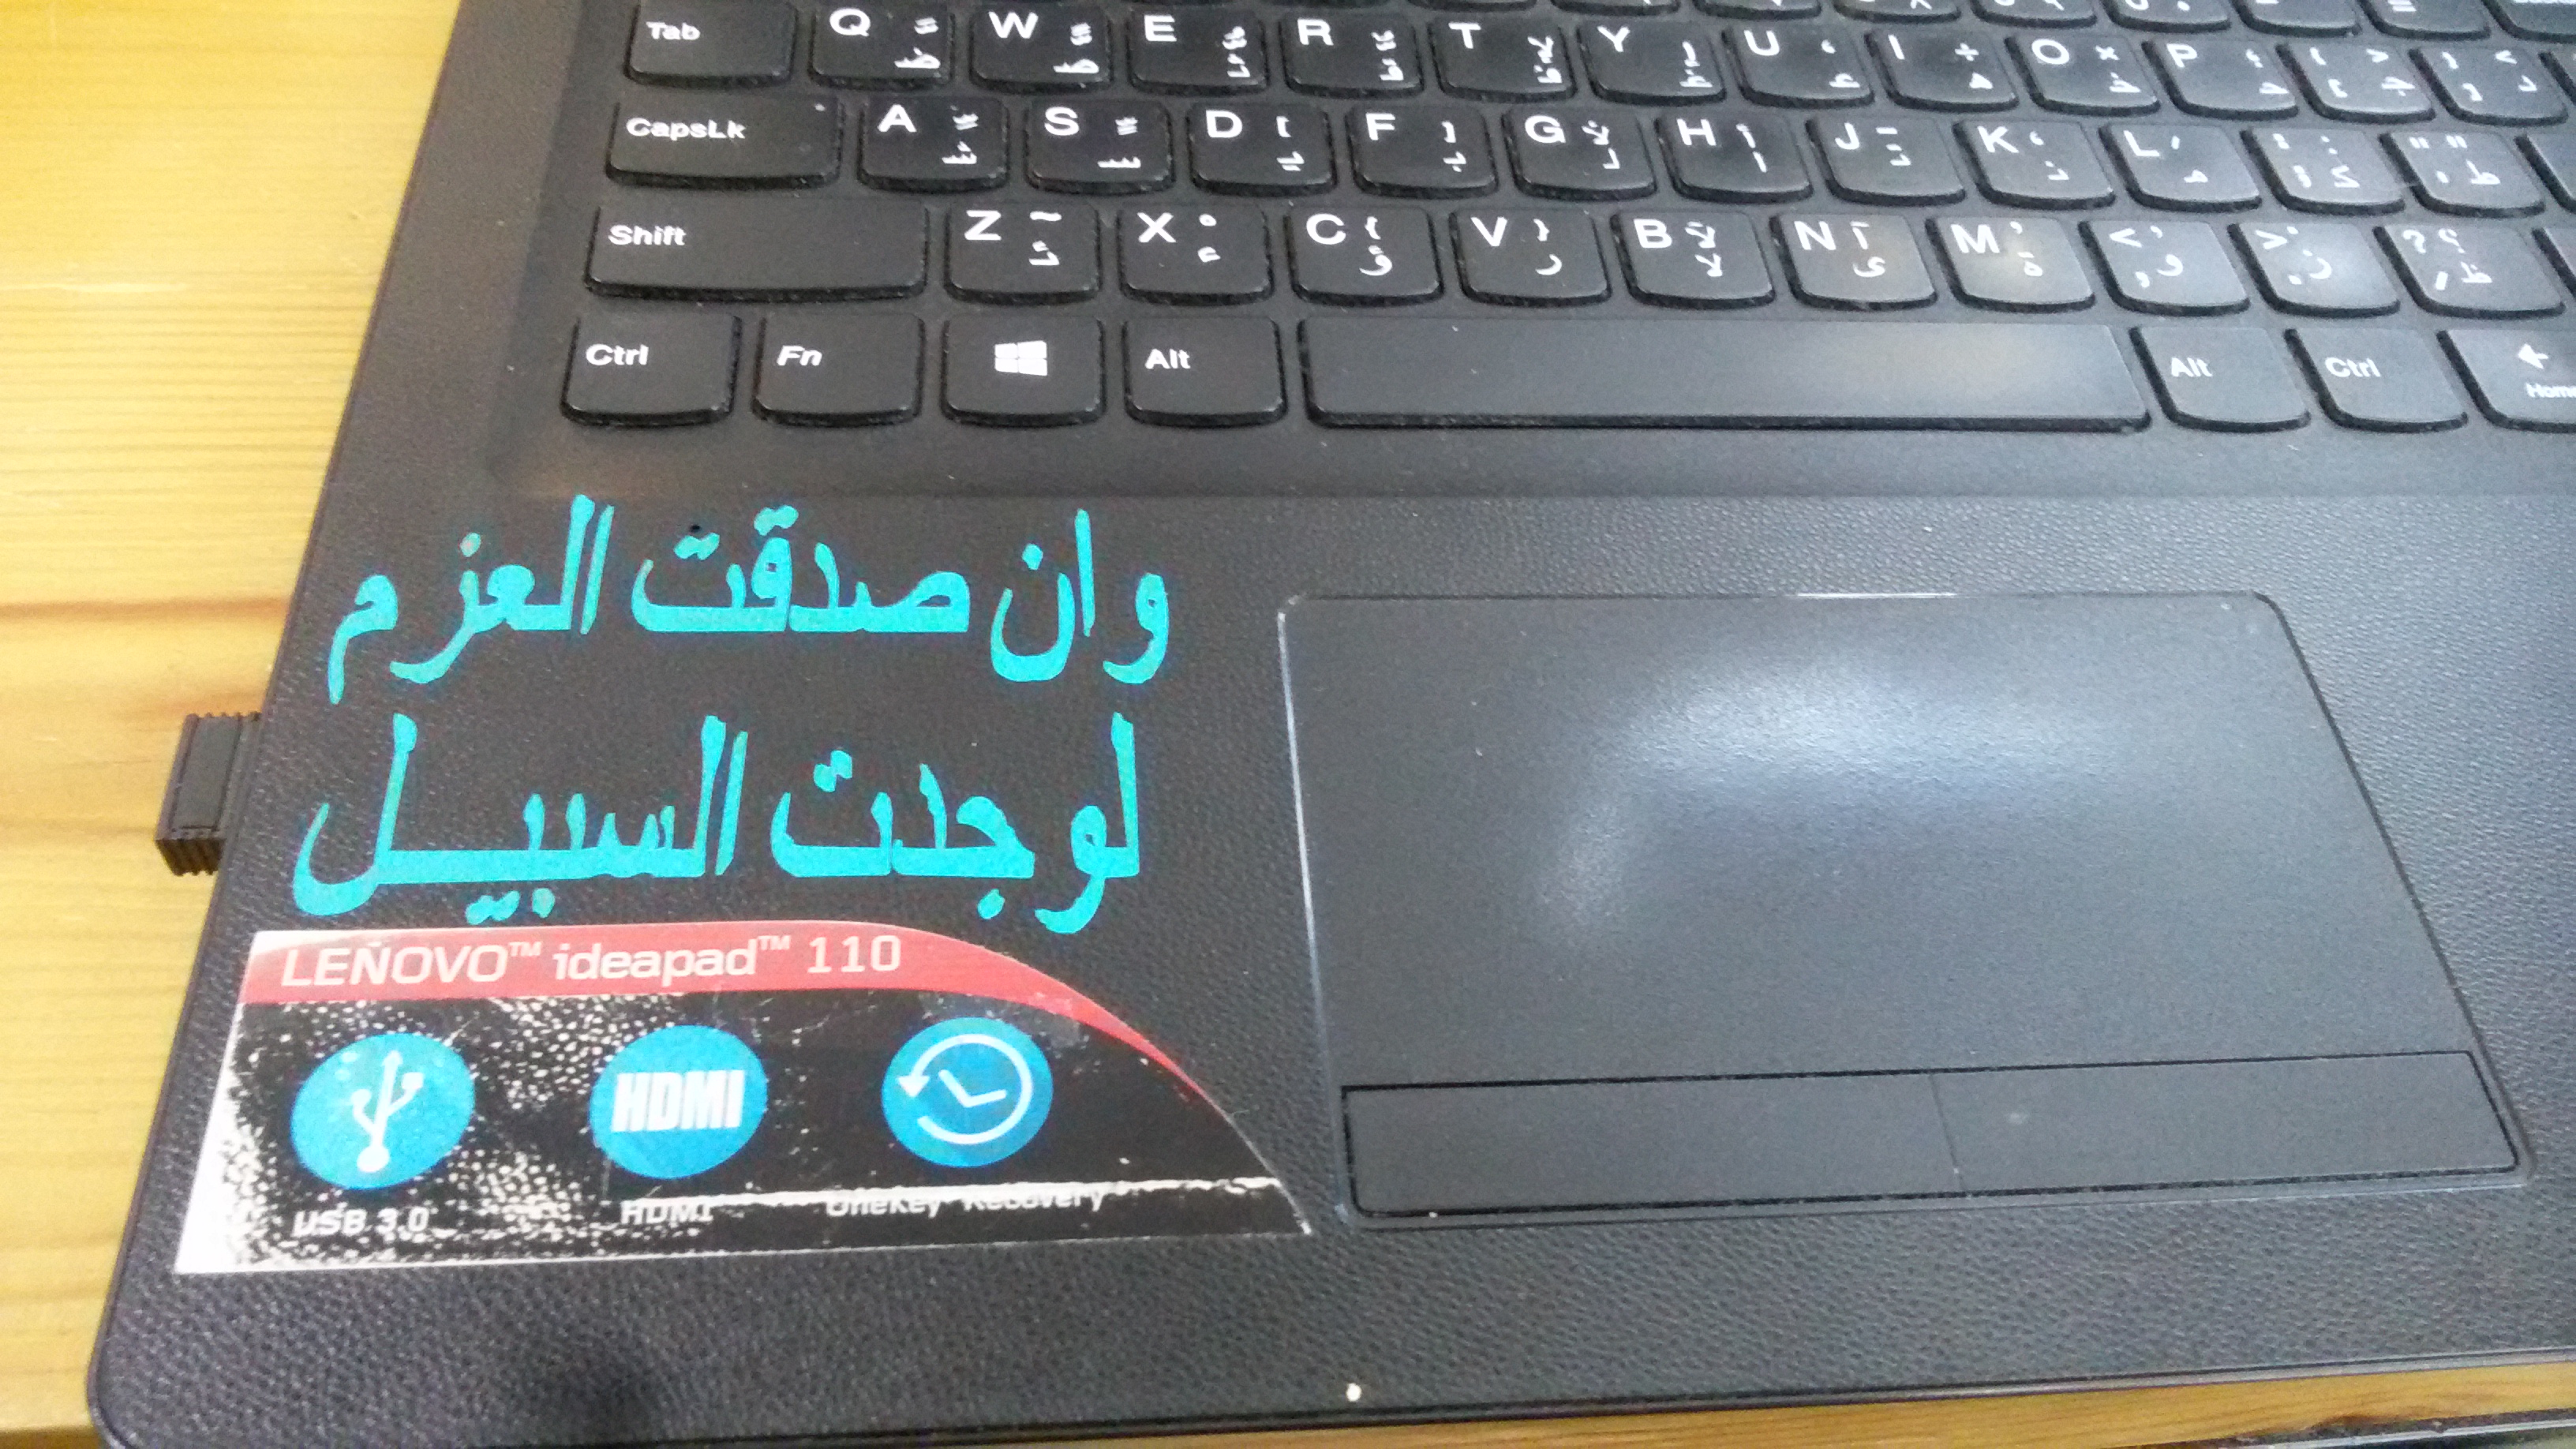 Tab Q W E R T Y U I O P
CapsLk A S D F G H J K L
Shift Z X C V B N M
Ctrl Fn Alt Alt Ctrl
وان صدقت العزم
لوجدت السبيل
LENOVO™ ideapad™ 110
HDMI
USB 3.0 HDMI OneKey Recovery